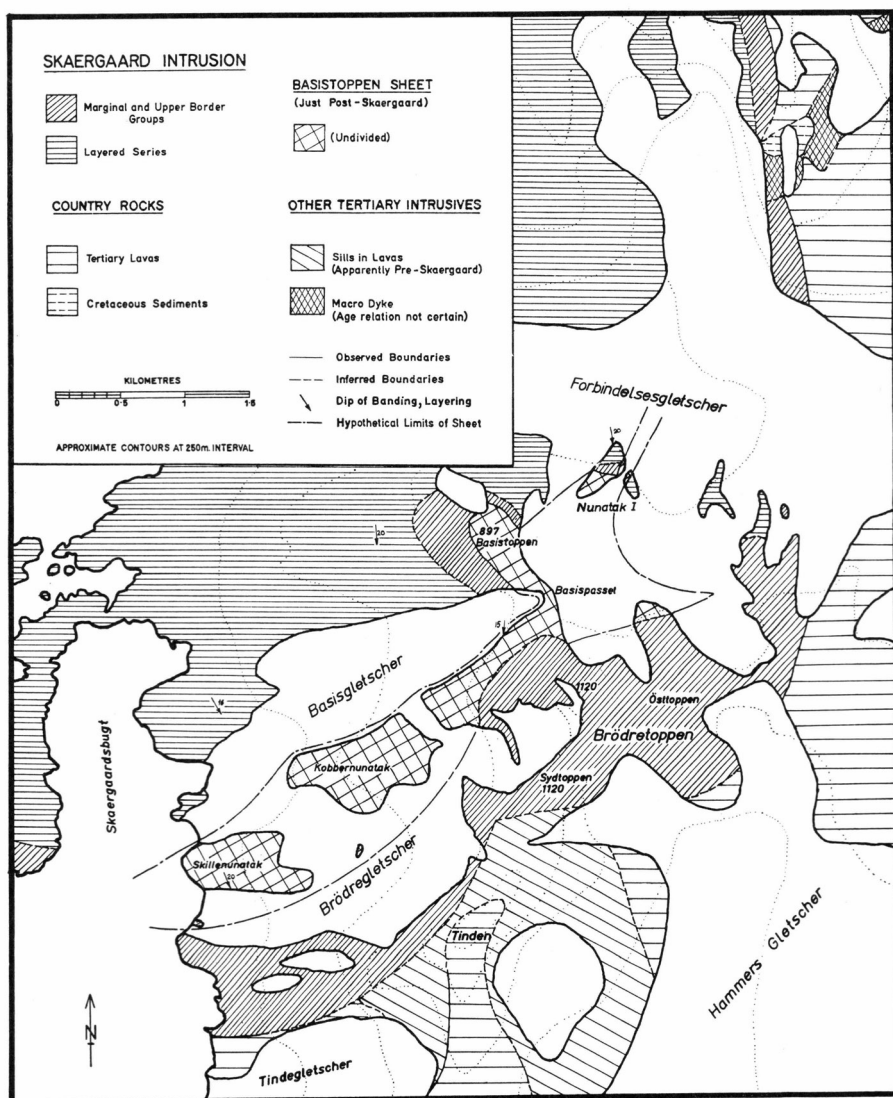 SKAERGAARD INTRUSION
Marginal and Upper Border
Groups
Layered Series
BASISTOPPEN SHEET
(Just Post-Skaergaard)
(Undivided)
COUNTRY ROCKS
Tertiary Lavas
Cretaceous Sediments
OTHER TERTIARY INTRUSIVES
Sills in Lavas
(Apparently Pre-Skaergaard)
Macro Dyke
(Age relation not certain)
KILOMETRES
0 0·5 1 1·5
APPROXIMATE CONTOURS AT 250m. INTERVAL
Observed Boundaries
Inferred Boundaries
Dip of Banding, Layering
Hypothetical Limits of Sheet
Forbindelsesgletscher
20
Nunatak I
897
Basistoppen
20
Basispasset
15
Basisgletscher
1120
Östtoppen
Brödretoppen
Skaergaardsbugt
Kobbernunatak
Sydtoppen
1120
Skillenunatak
20
Brödregletscher
Tinden
Hammers Gletscher
N
Tindegletscher